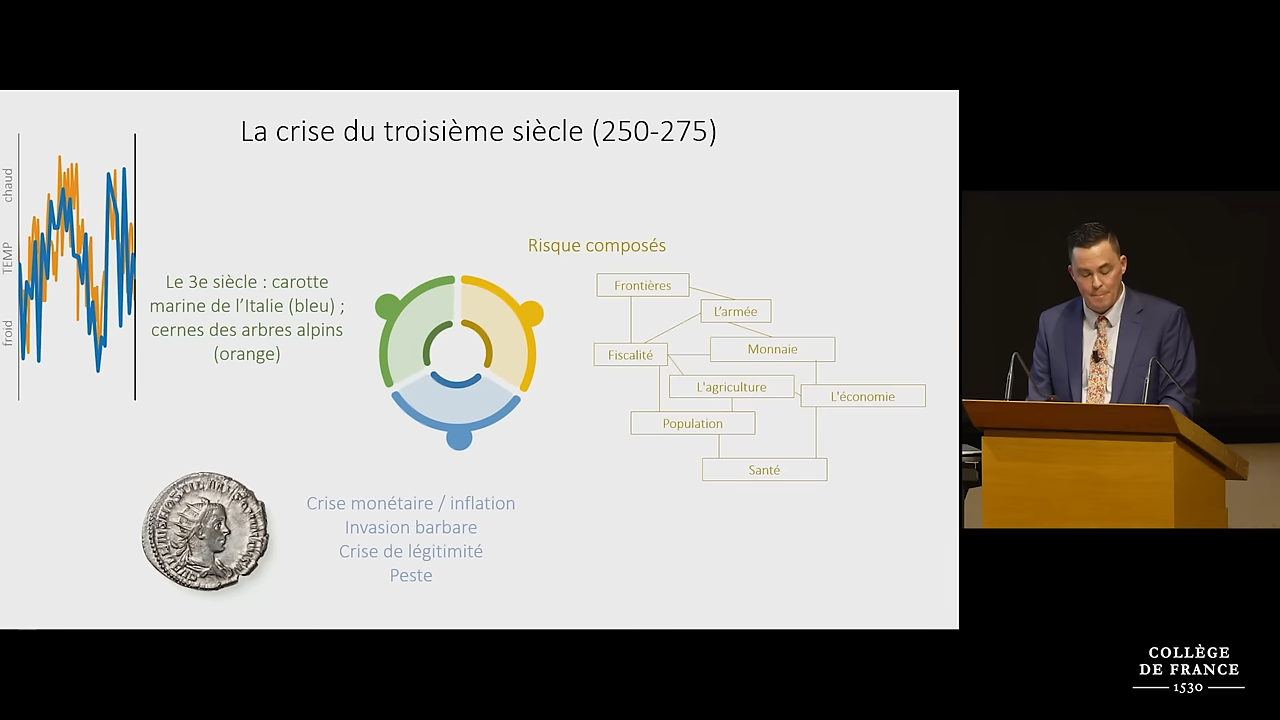 La crise du troisième siècle (250-275)
chaud
TEMP
froid
Le 3e siècle : carotte
marine de l'Italie (bleu) ;
cernes des arbres alpins
(orange)
Risque composés
Frontières
L'armée
Fiscalité
Monnaie
L'agriculture
L'économie
Population
Santé
Crise monétaire / inflation
Invasion barbare
Crise de légitimité
Peste
COLLÈGE
DE FRANCE
1530